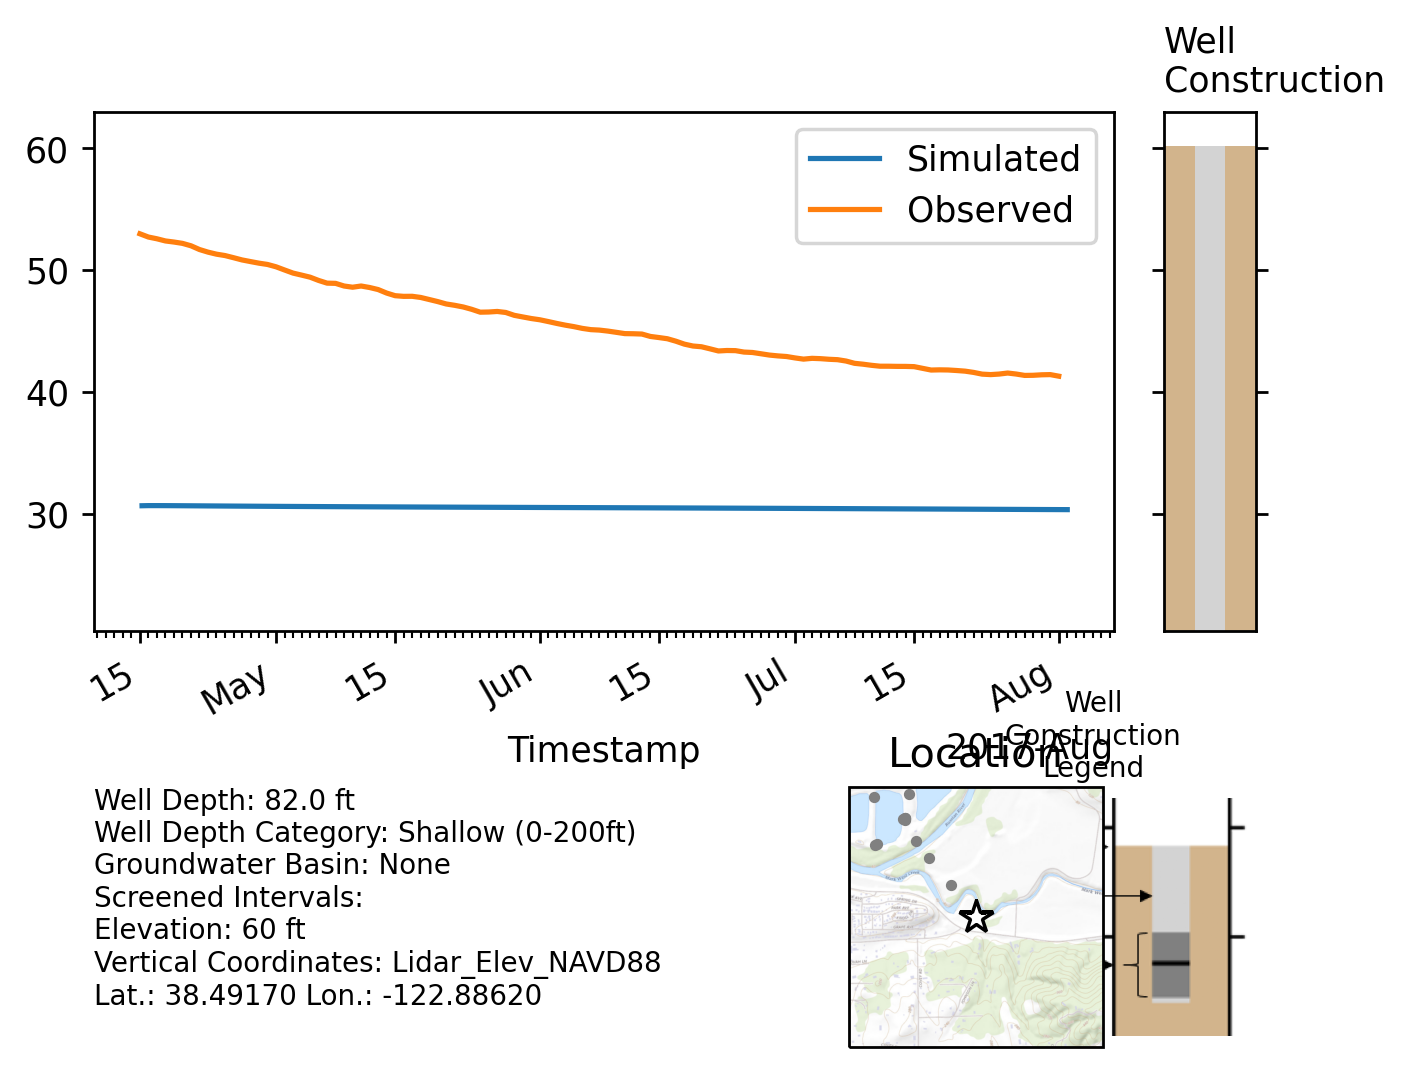 Well
Construction
60
50
40
30
Simulated
Observed
15
May
15
Jun
15
Jul
15
Aug
Timestamp
2017-Aug
Location
Well
Construction
Legend
Well Depth: 82.0 ft
Well Depth Category: Shallow (0-200ft)
Groundwater Basin: None
Screened Intervals:
Elevation: 60 ft
Vertical Coordinates: Lidar_Elev_NAVD88
Lat.: 38.49170 Lon.: -122.88620